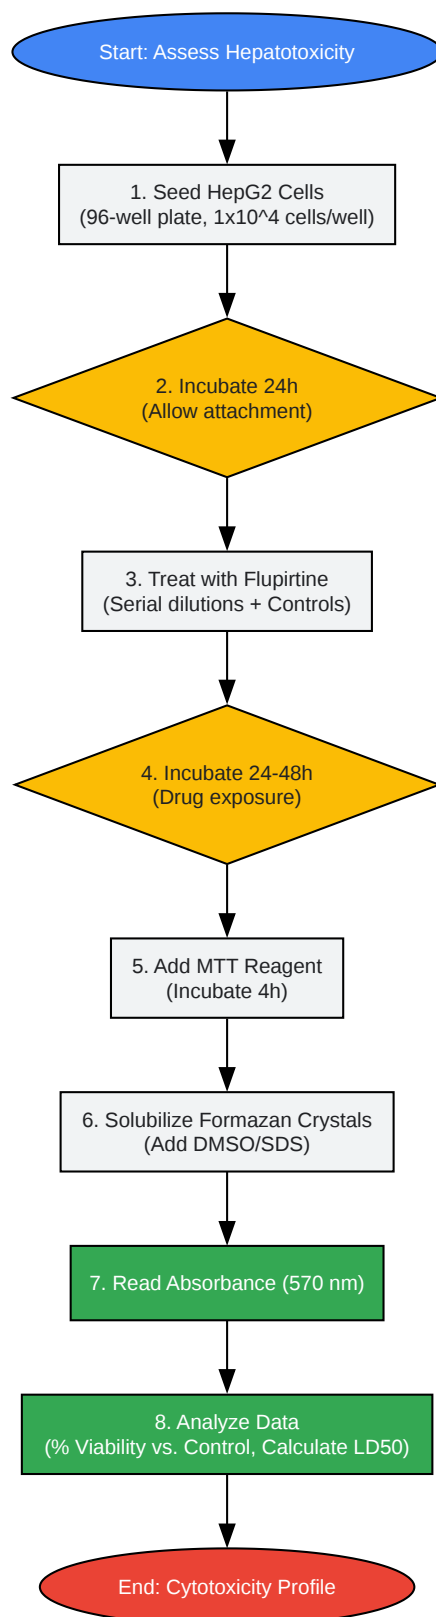 Start: Assess Hepatotoxicity
1. Seed HepG2 Cells
(96-well plate, 1x10^4 cells/well)
2. Incubate 24h
(Allow attachment)
3. Treat with Flupirtine
(Serial dilutions + Controls)
4. Incubate 24-48h
(Drug exposure)
5. Add MTT Reagent
(Incubate 4h)
6. Solubilize Formazan Crystals
(Add DMSO/SDS)
7. Read Absorbance (570 nm)
8. Analyze Data
(% Viability vs. Control, Calculate LD50)
End: Cytotoxicity Profile